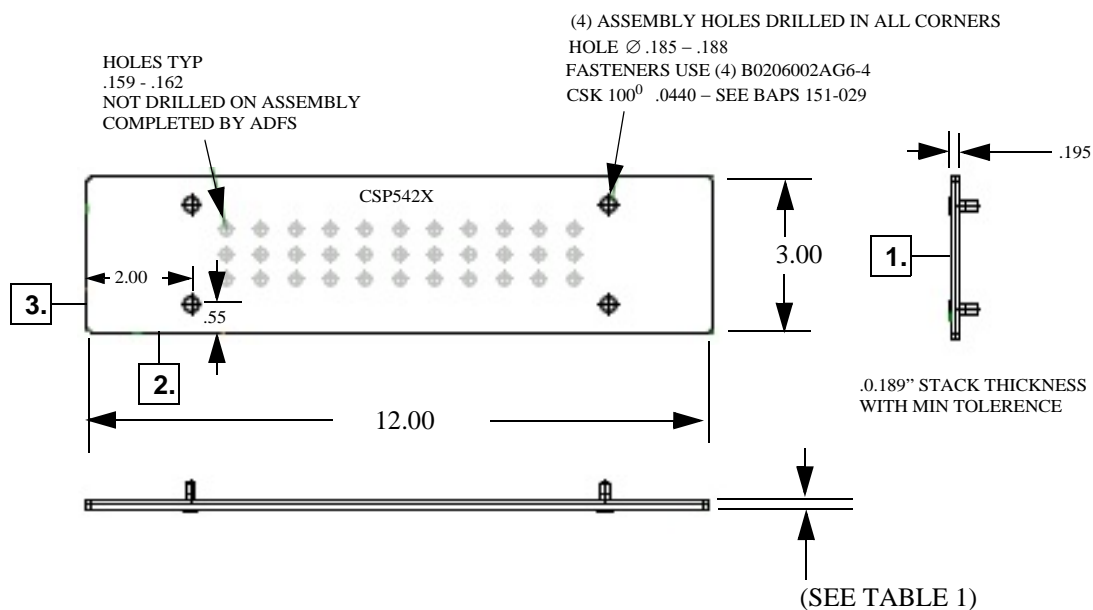 (4) ASSEMBLY HOLES DRILLED IN ALL CORNERS
HOLE ∅ .185 – .188
FASTENERS USE (4) B0206002AG6-4
CSK 100⁰ .0440 – SEE BAPS 151-029
HOLES TYP
.159 - .162
NOT DRILLED ON ASSEMBLY
COMPLETED BY ADFS
.195
CSP542X
3.00
1.
2.00
3.
.55
2.
.0.189” STACK THICKNESS
WITH MIN TOLERENCE
12.00
(SEE TABLE 1)